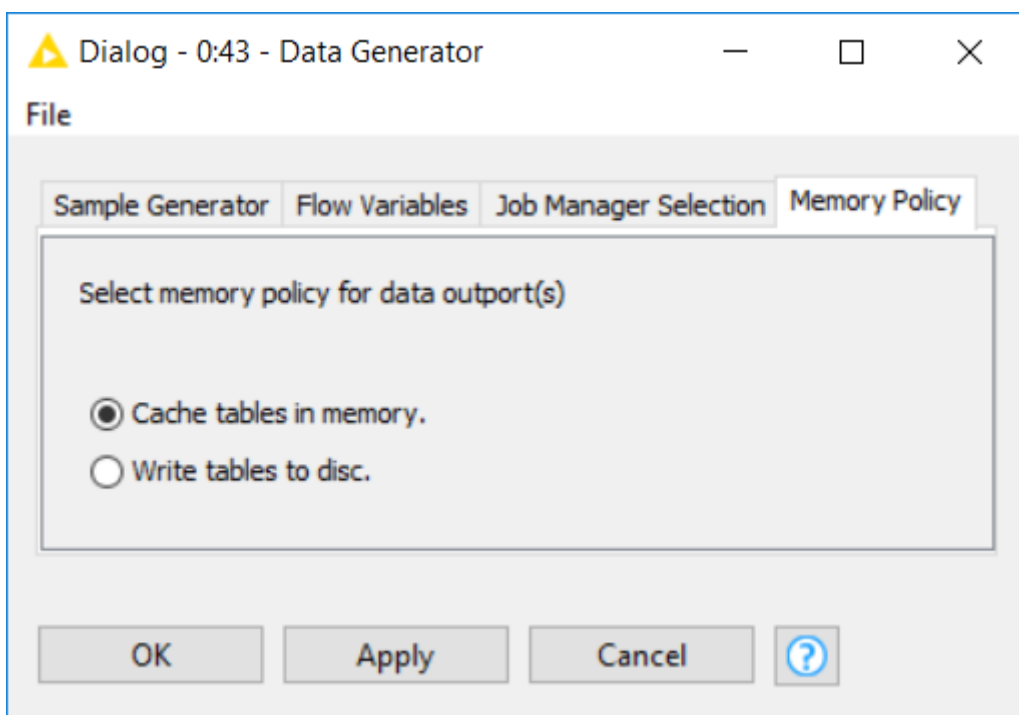 Dialog - 0:43 - Data Generator
File
Sample Generator Flow Variables Job Manager Selection Memory Policy
Select memory policy for data outport(s)
Cache tables in memory.
Write tables to disc.
OK Apply Cancel ?